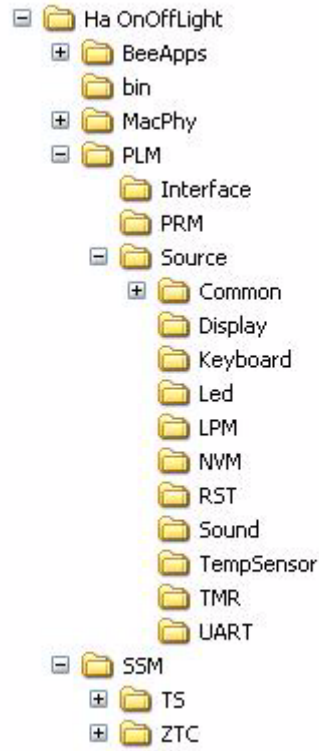 Ha OnOffLight
BeeApps
bin
MacPhy
PLM
Interface
PRM
Source
Common
Display
Keyboard
Led
LPM
NVM
RST
Sound
TempSensor
TMR
UART
SSM
TS
ZTC